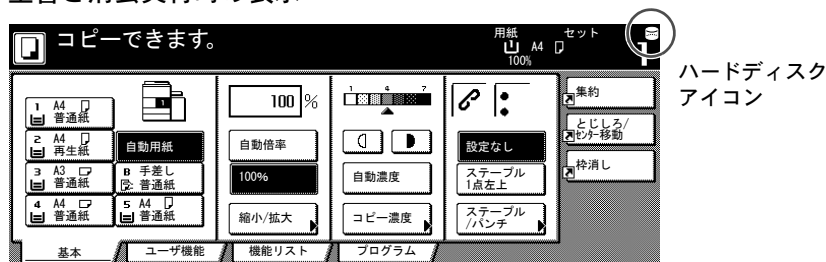 コピーできます。
用紙
A4
100%
セット
1
ハードディスク
アイコン
1 A4
普通紙
2 A4
再生紙
3 A3
普通紙
4 A4
普通紙
自動用紙
B 手差し
普通紙
5 A4
普通紙
1
100 %
自動倍率
100%
縮小/拡大
1 4 7
自動濃度
コピー濃度
設定なし
ステープル
1点左上
ステープル
/パンチ
集約
とじしろ/
センター移動
枠消し
基本
ユーザ機能
機能リスト
プログラム